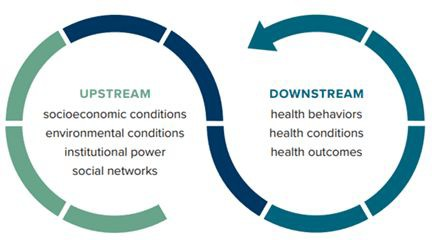 UPSTREAM
socioeconomic conditions
environmental conditions
institutional power
social networks
DOWNSTREAM
health behaviors
health conditions
health outcomes